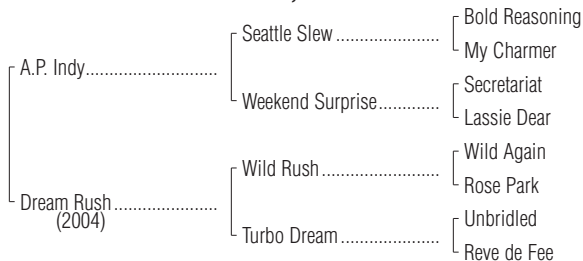 Bold Reasoning
Seattle Slew ......................
My Charmer
A.P. Indy............................
Secretariat
Weekend Surprise.............
Lassie Dear
Wild Again
Wild Rush .........................
Rose Park
Dream Rush ......................
(2004)
Unbridled
Turbo Dream .....................
Reve de Fee